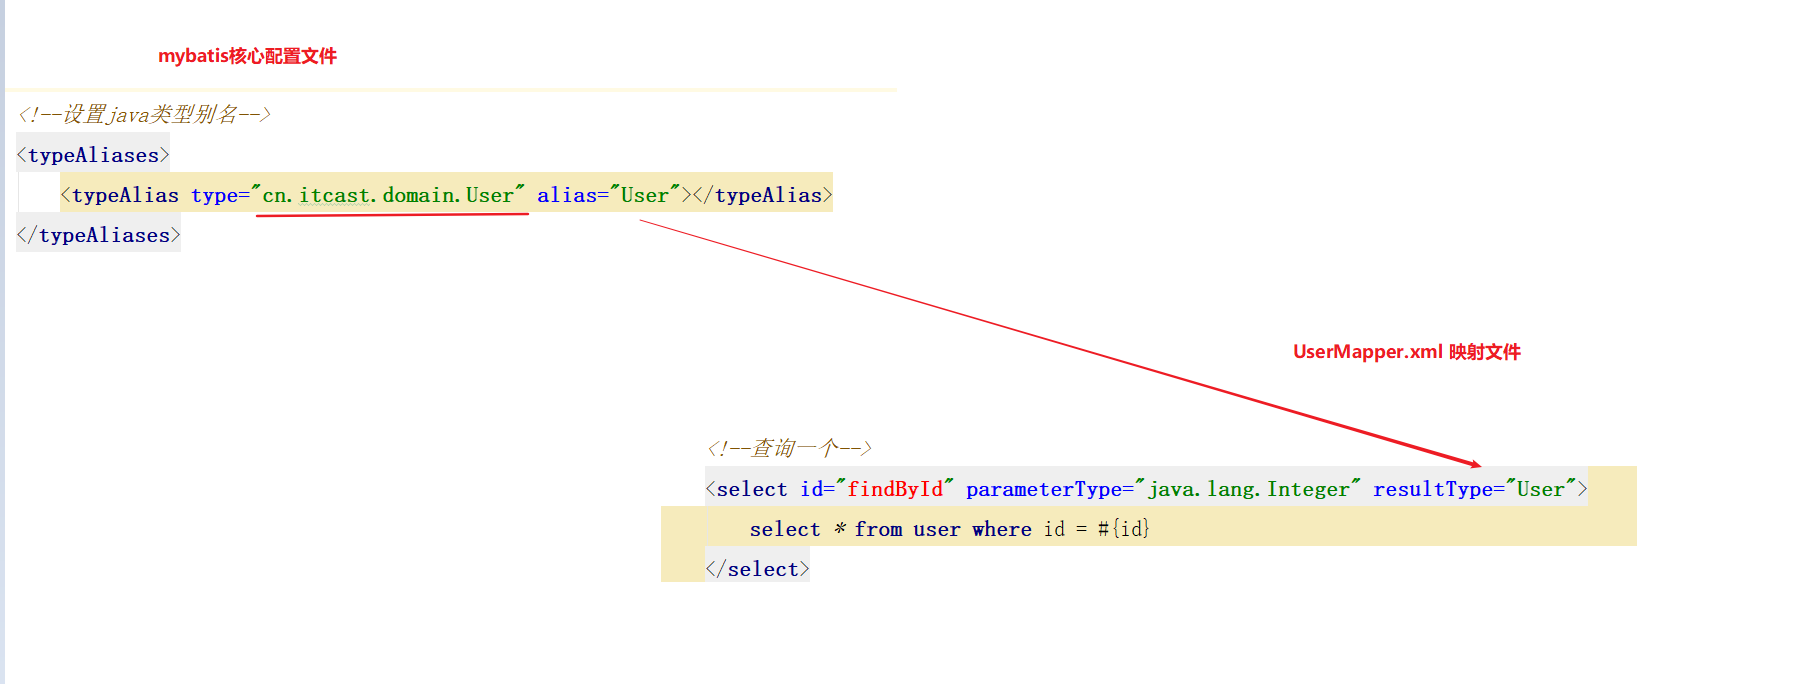 mybatis核心配置文件
<!--设置java类型别名-->
<typeAliases>
<typeAlias type="cn.itcast.domain.User" alias="User"></typeAlias>
</typeAliases>
UserMapper.xml 映射文件
<!--查询一个-->
<select id="findById" parameterType="java.lang.Integer" resultType="User">
select * from user where id = #{id}
</select>